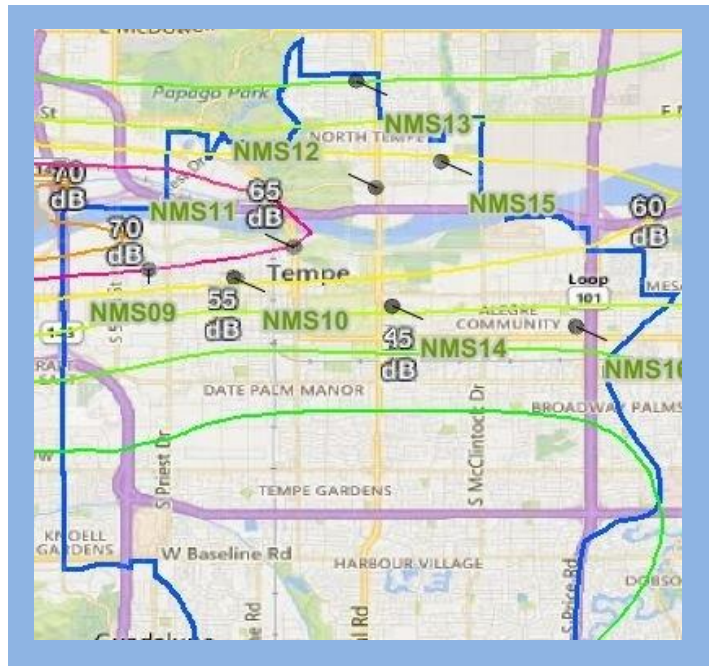 Papago Park
St
NORTH TEMPE
NMS13
NMS12
70
dB
65
dB
NMS11
NMS15
60
dB
70
dB
Tempe
Loop
101
NMS09
55
dB
NMS10
ALEGRE
COMMUNITY
45
dB
NMS14
DATE PALM MANOR
BROADWAY PALMS
S Priest Dr
S McClintock Dr
TEMPE GARDENS
KNOELL
GARDENS
W Baseline Rd
HARBOUR VILLAGE
S Price Rd